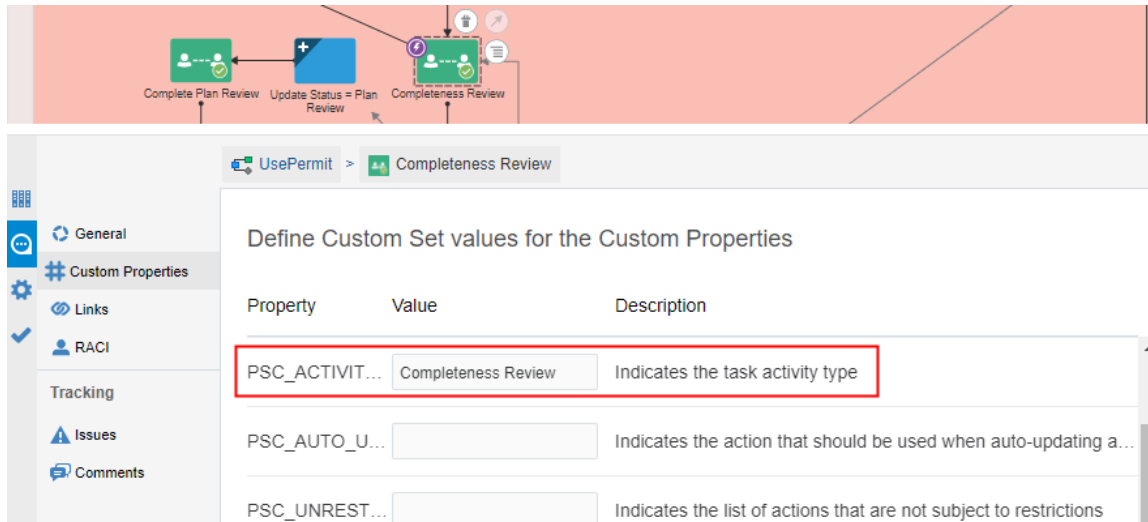 Complete Plan Review
Update Status = Plan
Review
Completeness Review
UsePermit > Completeness Review
General
Custom Properties
Links
RACI
Tracking
Issues
Comments
Define Custom Set values for the Custom Properties
Property Value Description
PSC_ACTIVIT... Completeness Review Indicates the task activity type
PSC_AUTO_U... Indicates the action that should be used when auto-updating a...
PSC_UNREST... Indicates the list of actions that are not subject to restrictions